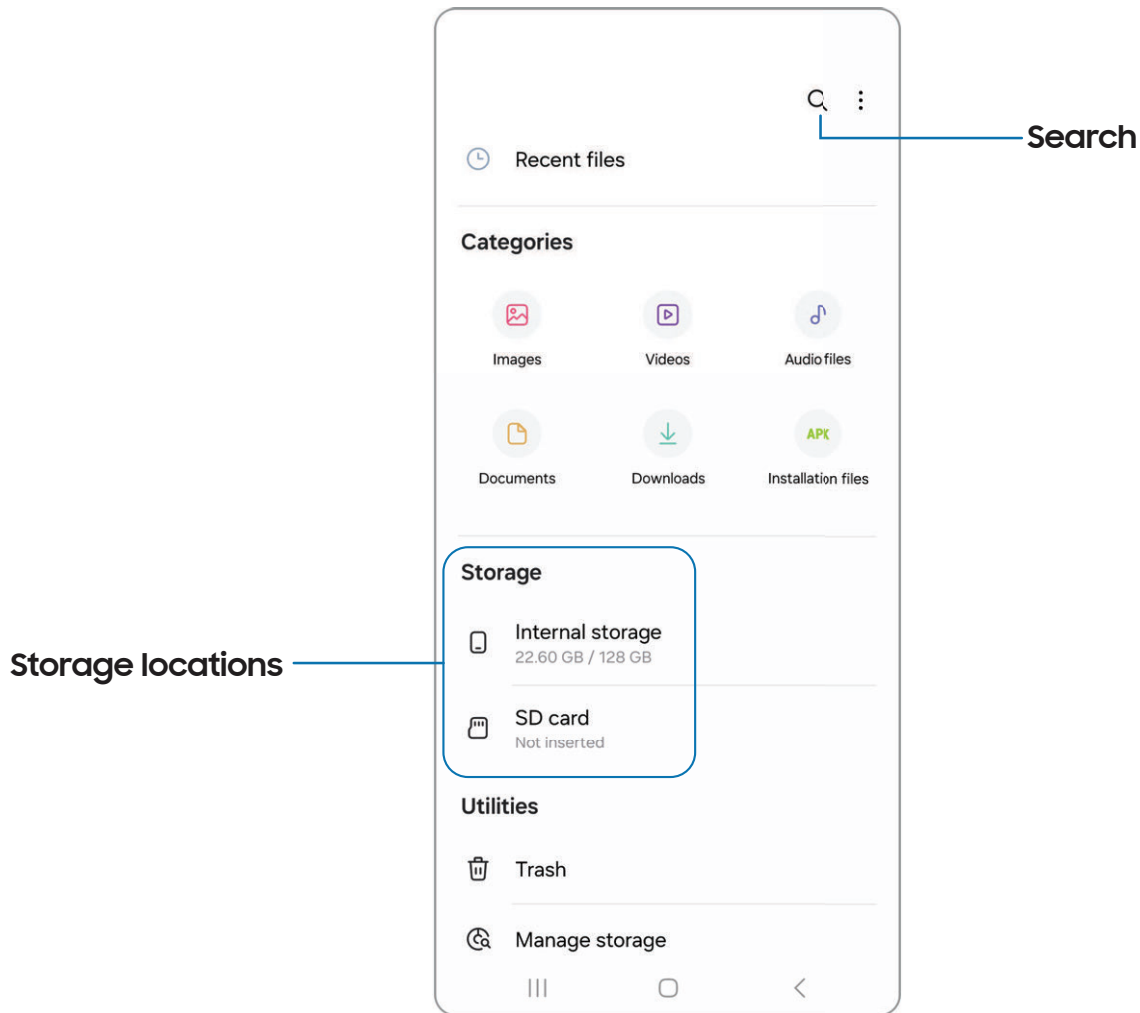 Search
Recent files
Categories
Images
Videos
Audio files
Documents
Downloads
APK
Installation files
Storage
Internal storage
22.60 GB / 128 GB
Storage locations
SD card
Not inserted
Utilities
Trash
Manage storage